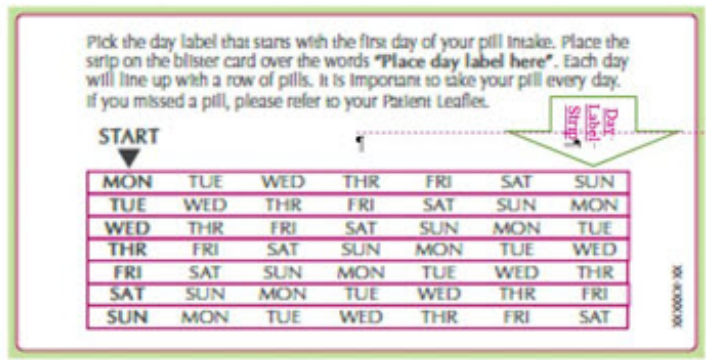 Pick the day label that starts with the first day of your pill intake. Place the
strip on the blister card over the words "Place day label here". Each day
will line up with a row of pills. It is important to take your pill every day.
If you missed a pill, please refer to your Patient Leaflet.
Day
Label
Strip¶
START
¶
MON TUE WED THR FRI SAT SUN
TUE WED THR FRI SAT SUN MON
WED THR FRI SAT SUN MON TUE
THR FRI SAT SUN MON TUE WED
FRI SAT SUN MON TUE WED THR
SAT SUN MON TUE WED THR FRI
SUN MON TUE WED THR FRI SAT